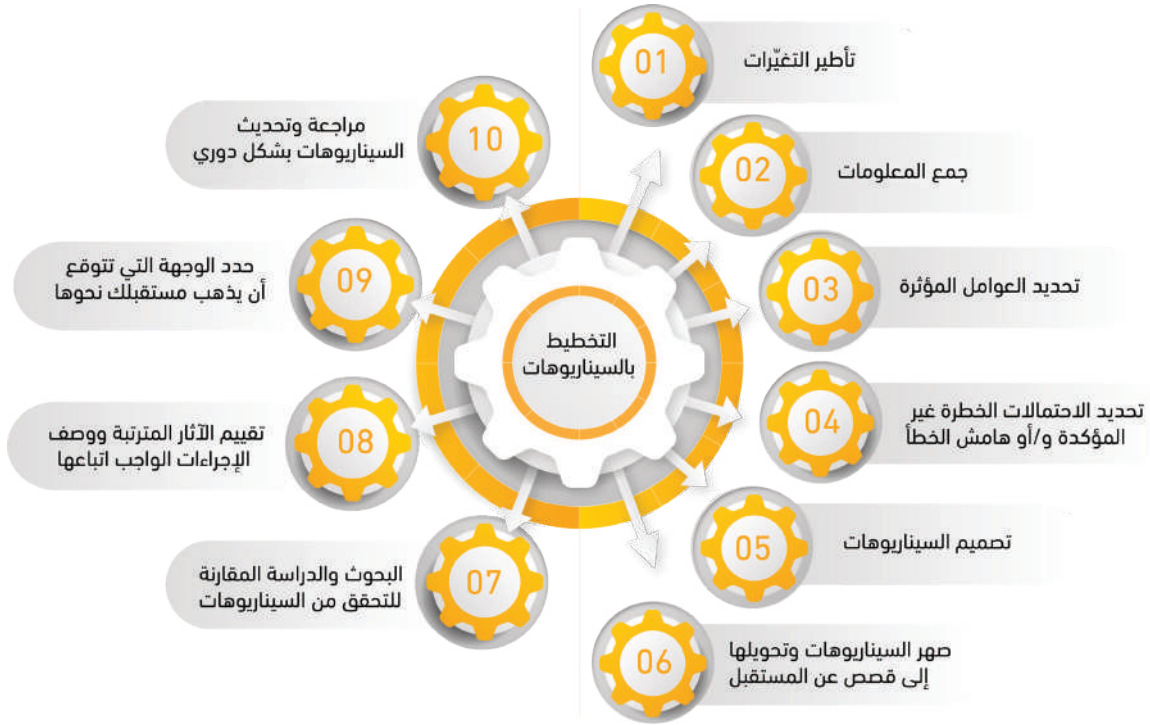 التخطيط
بالسيناريوهات
01
تأطير التغيّرات
02
جمع المعلومات
03
تحديد العوامل المؤثرة
04
تحديد الاحتمالات الخطرة غير
المؤكدة و/أو هامش الخطأ
05
تصميم السيناريوهات
06
صهر السيناريوهات وتحويلها
إلى قصص عن المستقبل
07
البحوث والدراسة المقارنة
للتحقق من السيناريوهات
08
تقييم الآثار المترتبة ووصف
الإجراءات الواجب اتباعها
09
حدد الوجهة التي تتوقع
أن يذهب مستقبلك نحوها
10
مراجعة وتحديث
السيناريوهات بشكل دوري